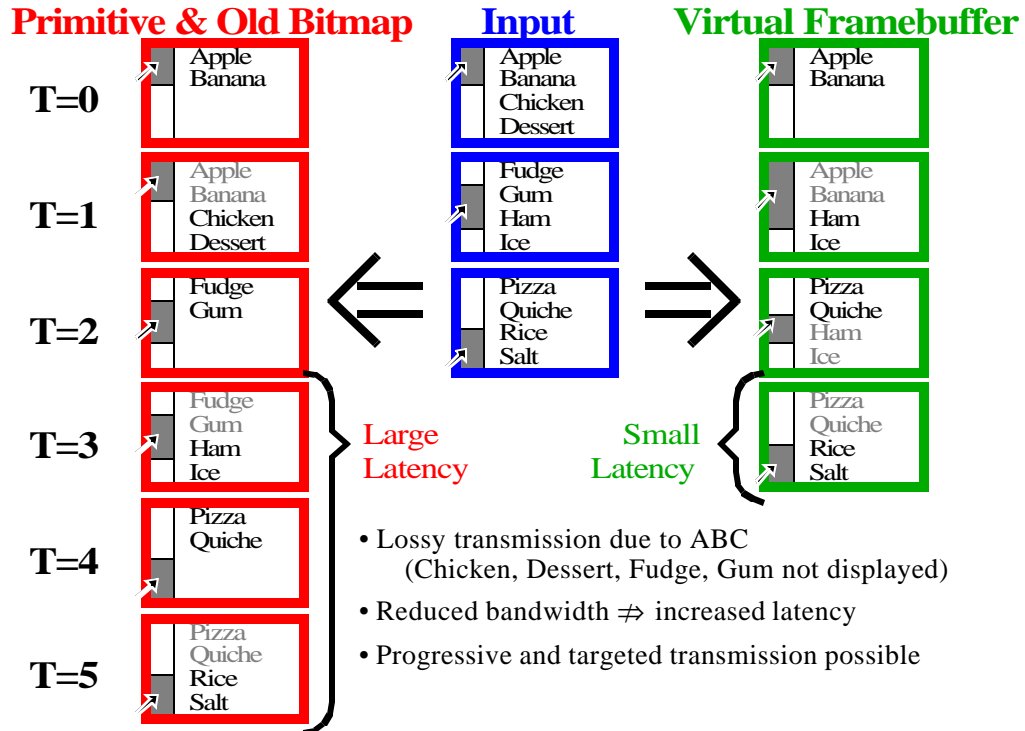 Primitive & Old Bitmap
Input
Virtual Framebuffer
T=0
Apple
Banana
Apple
Banana
Chicken
Dessert
Apple
Banana
T=1
Apple
Banana
Chicken
Dessert
Fudge
Gum
Ham
Ice
Apple
Banana
Ham
Ice
T=2
Fudge
Gum
Pizza
Quiche
Rice
Salt
Pizza
Quiche
Ham
Ice
T=3
Fudge
Gum
Ham
Ice
Large
Latency
Small
Latency
Pizza
Quiche
Rice
Salt
T=4
Pizza
Quiche
T=5
Pizza
Quiche
Rice
Salt
• Lossy transmission due to ABC
(Chicken, Dessert, Fudge, Gum not displayed)
• Reduced bandwidth ⇏ increased latency
• Progressive and targeted transmission possible